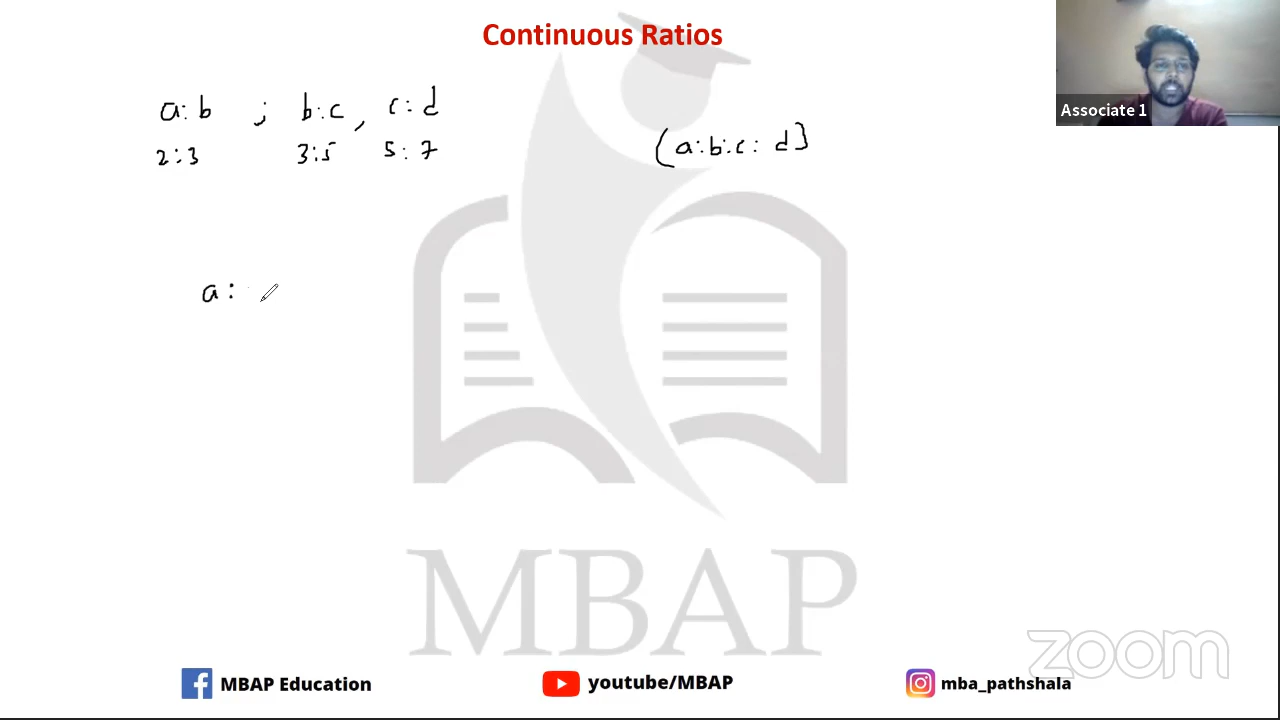 Continuous Ratios
a:b ; b:c, c:d
2:3 3:5 5:7
(a:b:c:d)
a:
Associate 1
MBAP
zoom
MBAP Education
youtube/MBAP
mba_pathshala